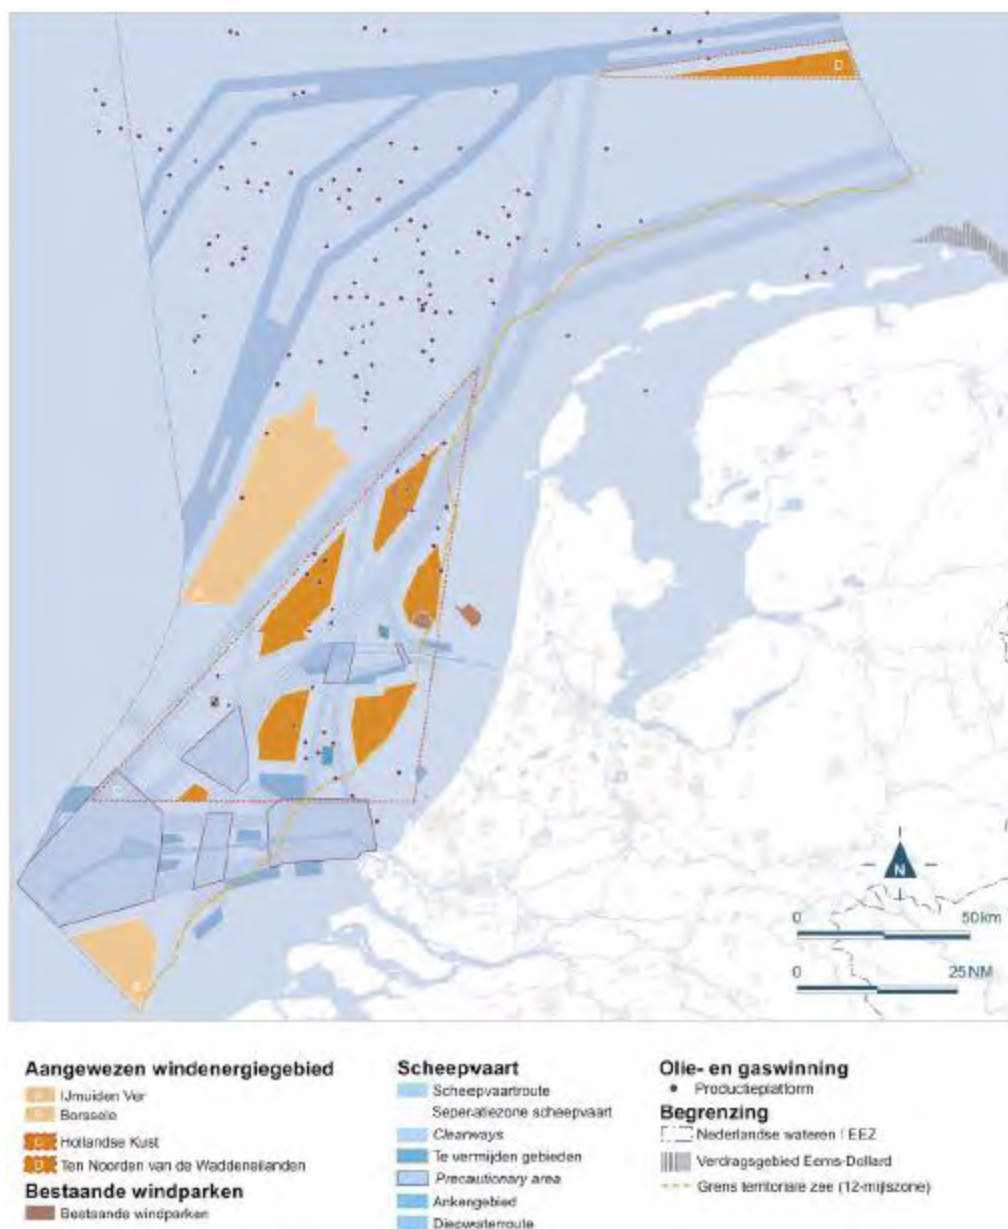 D
C
N
0 50km
0 25NM
Aangewezen windenergiegebied
IJmuiden Ver
Borssele
C Hollandse Kust
D Ten Noorden van de Waddeneilanden
Bestaande windparken
Bestaande windparken
Scheepvaart
Scheepvaartroute
Seperatiezone scheepvaart
Clearways
Te vermijden gebieden
Precautionary area
Ankergebied
Diepwaterroute
Olie- en gaswinning
Productieplatform
Begrenzing
Nederlandse wateren / EEZ
Verdragsgebied Eems-Dollard
Grens territoriale zee (12-mijlszone)